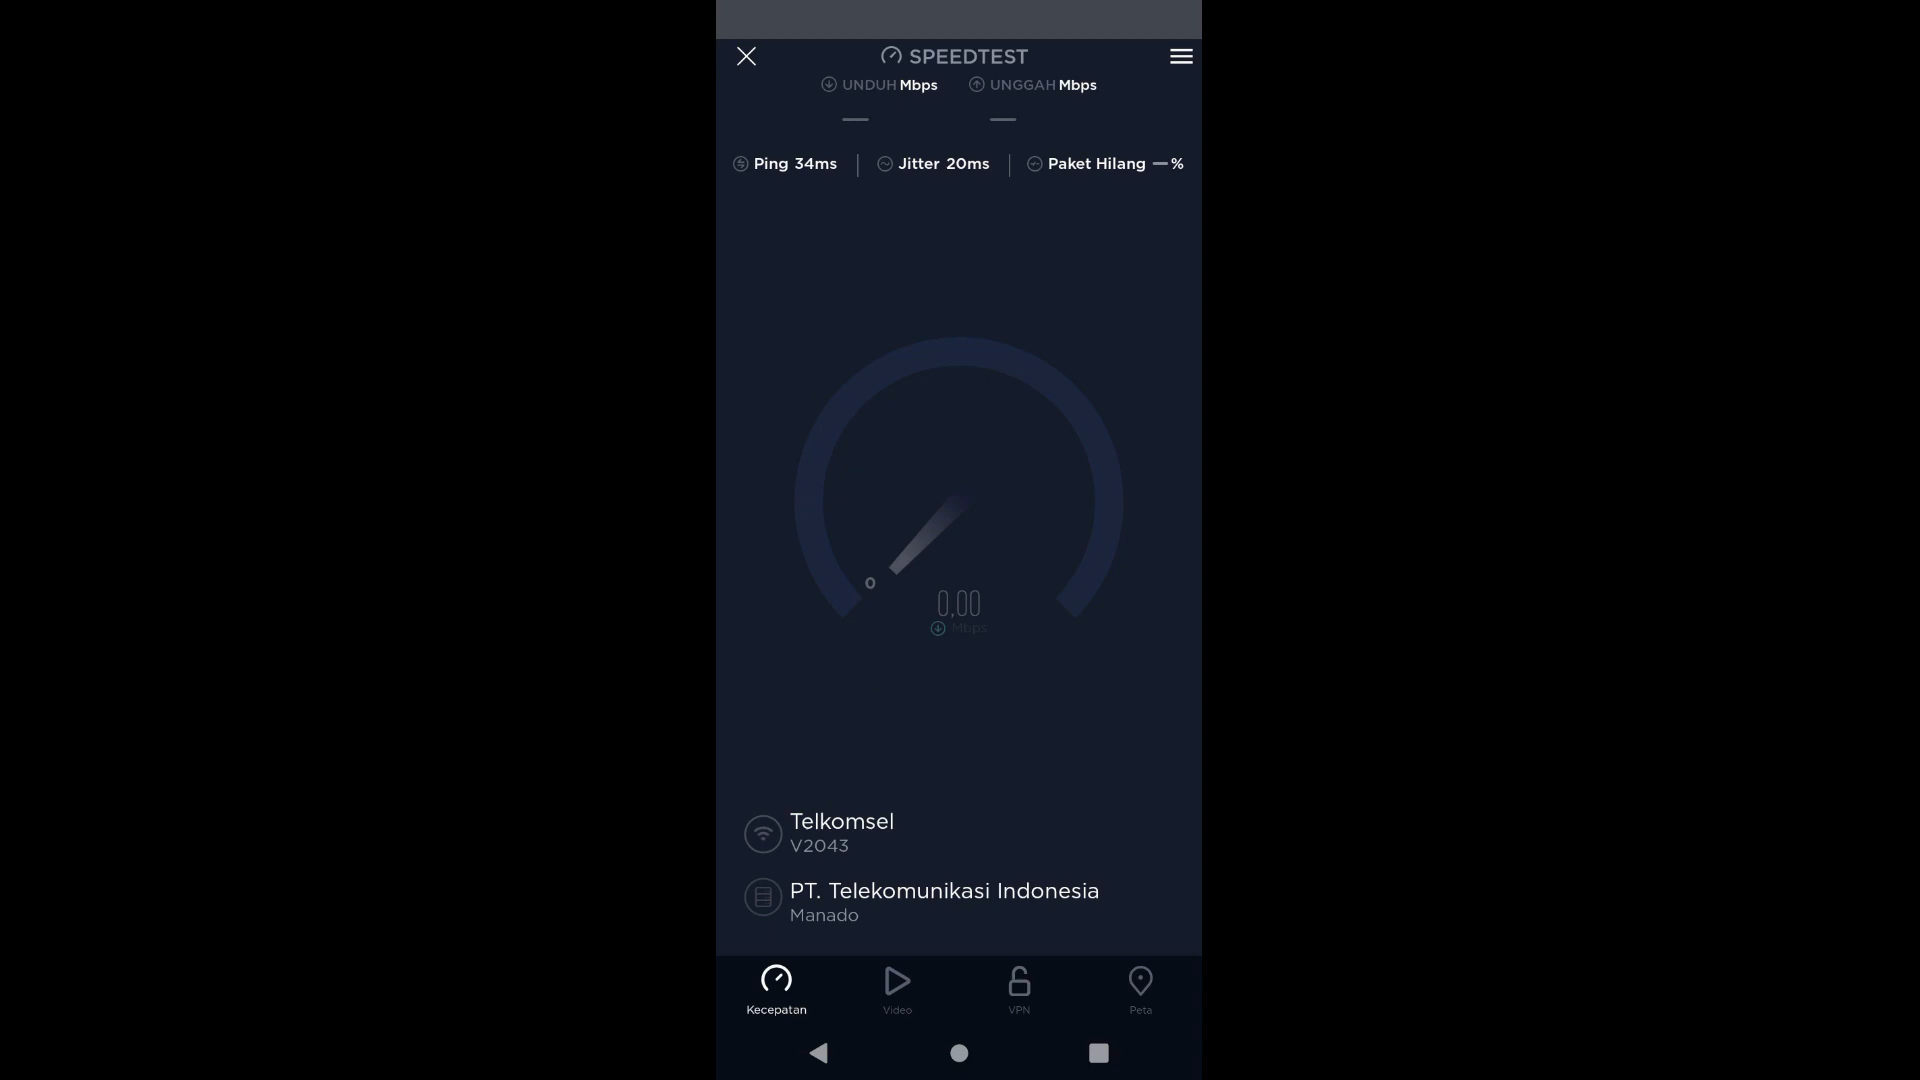 SPEEDTEST
UNDUH Mbps UNGGAH Mbps
— —
Ping 34ms Jitter 20ms Paket Hilang — %
0
0,00
Mbps
Telkomsel
V2043
PT. Telekomunikasi Indonesia
Manado
Kecepatan Video VPN Peta